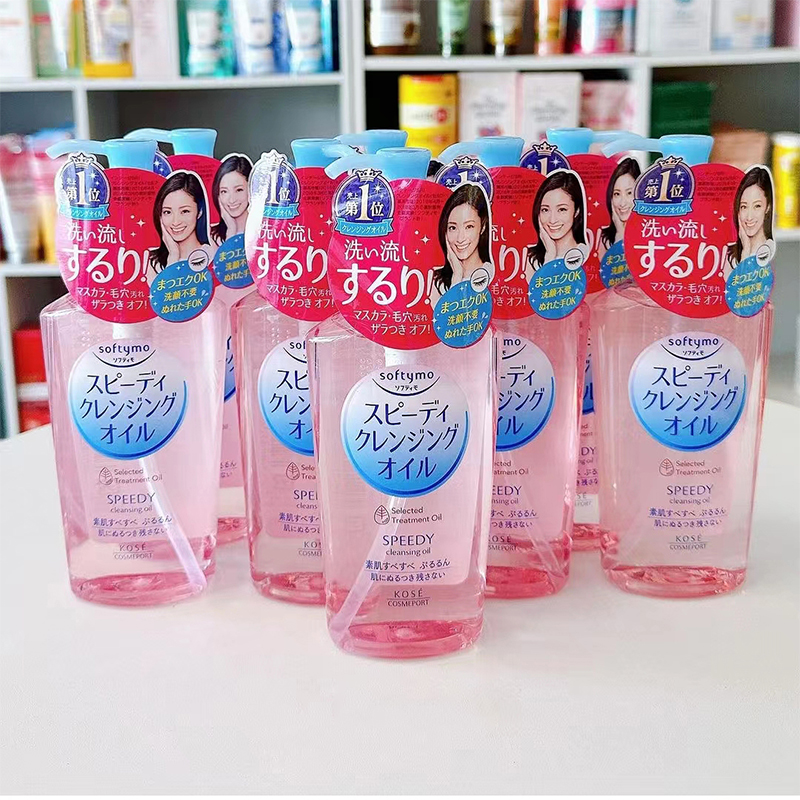 売上
第1位
クレンジングオイル
洗い流し
するり!
マスカラ・毛穴汚れ
ザラつきオフ!
まつエクOK
洗顔不要
ぬれた手OK
softymo
ソフティモ
スピーディ
クレンジング
オイル
Selected
Treatment Oil
SPEEDY
cleansing oil
素肌すべすべ ぷるるん
肌にぬるつき残さない
KOSÉ
COSMEPORT